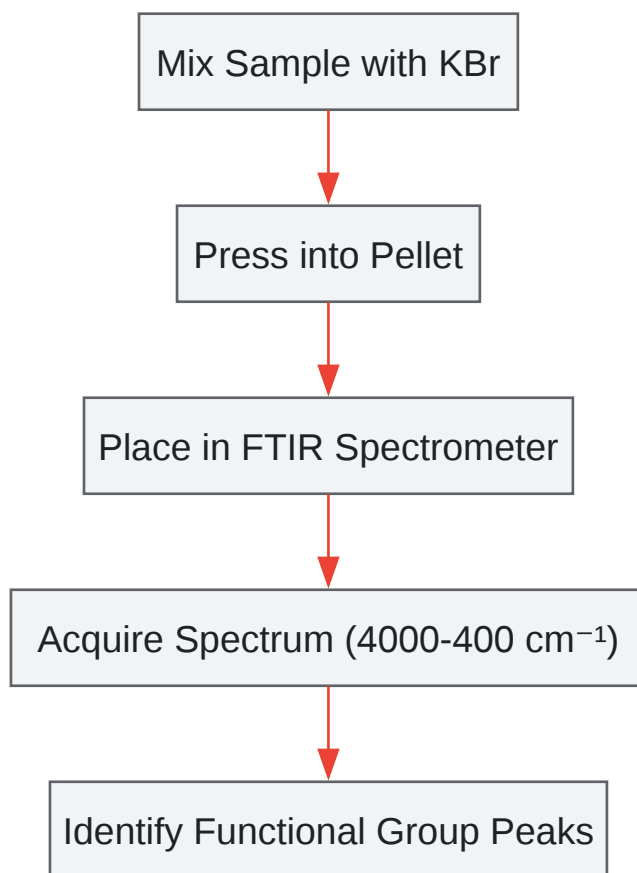 Mix Sample with KBr
Press into Pellet
Place in FTIR Spectrometer
Acquire Spectrum (4000-400 cm⁻¹)
Identify Functional Group Peaks